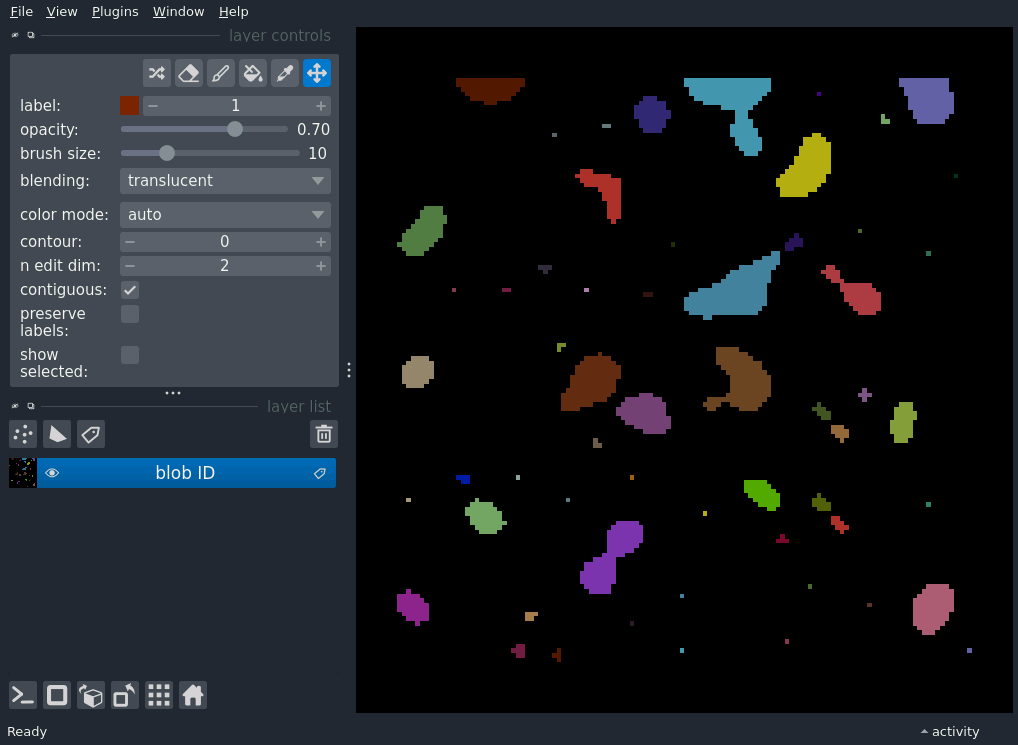 File View Plugins Window Help
layer controls
label: 1
opacity: 0.70
brush size: 10
blending: translucent
color mode: auto
contour: 0
n edit dim: 2
contiguous:
preserve
labels:
show
selected:
layer list
blob ID
Ready
activity